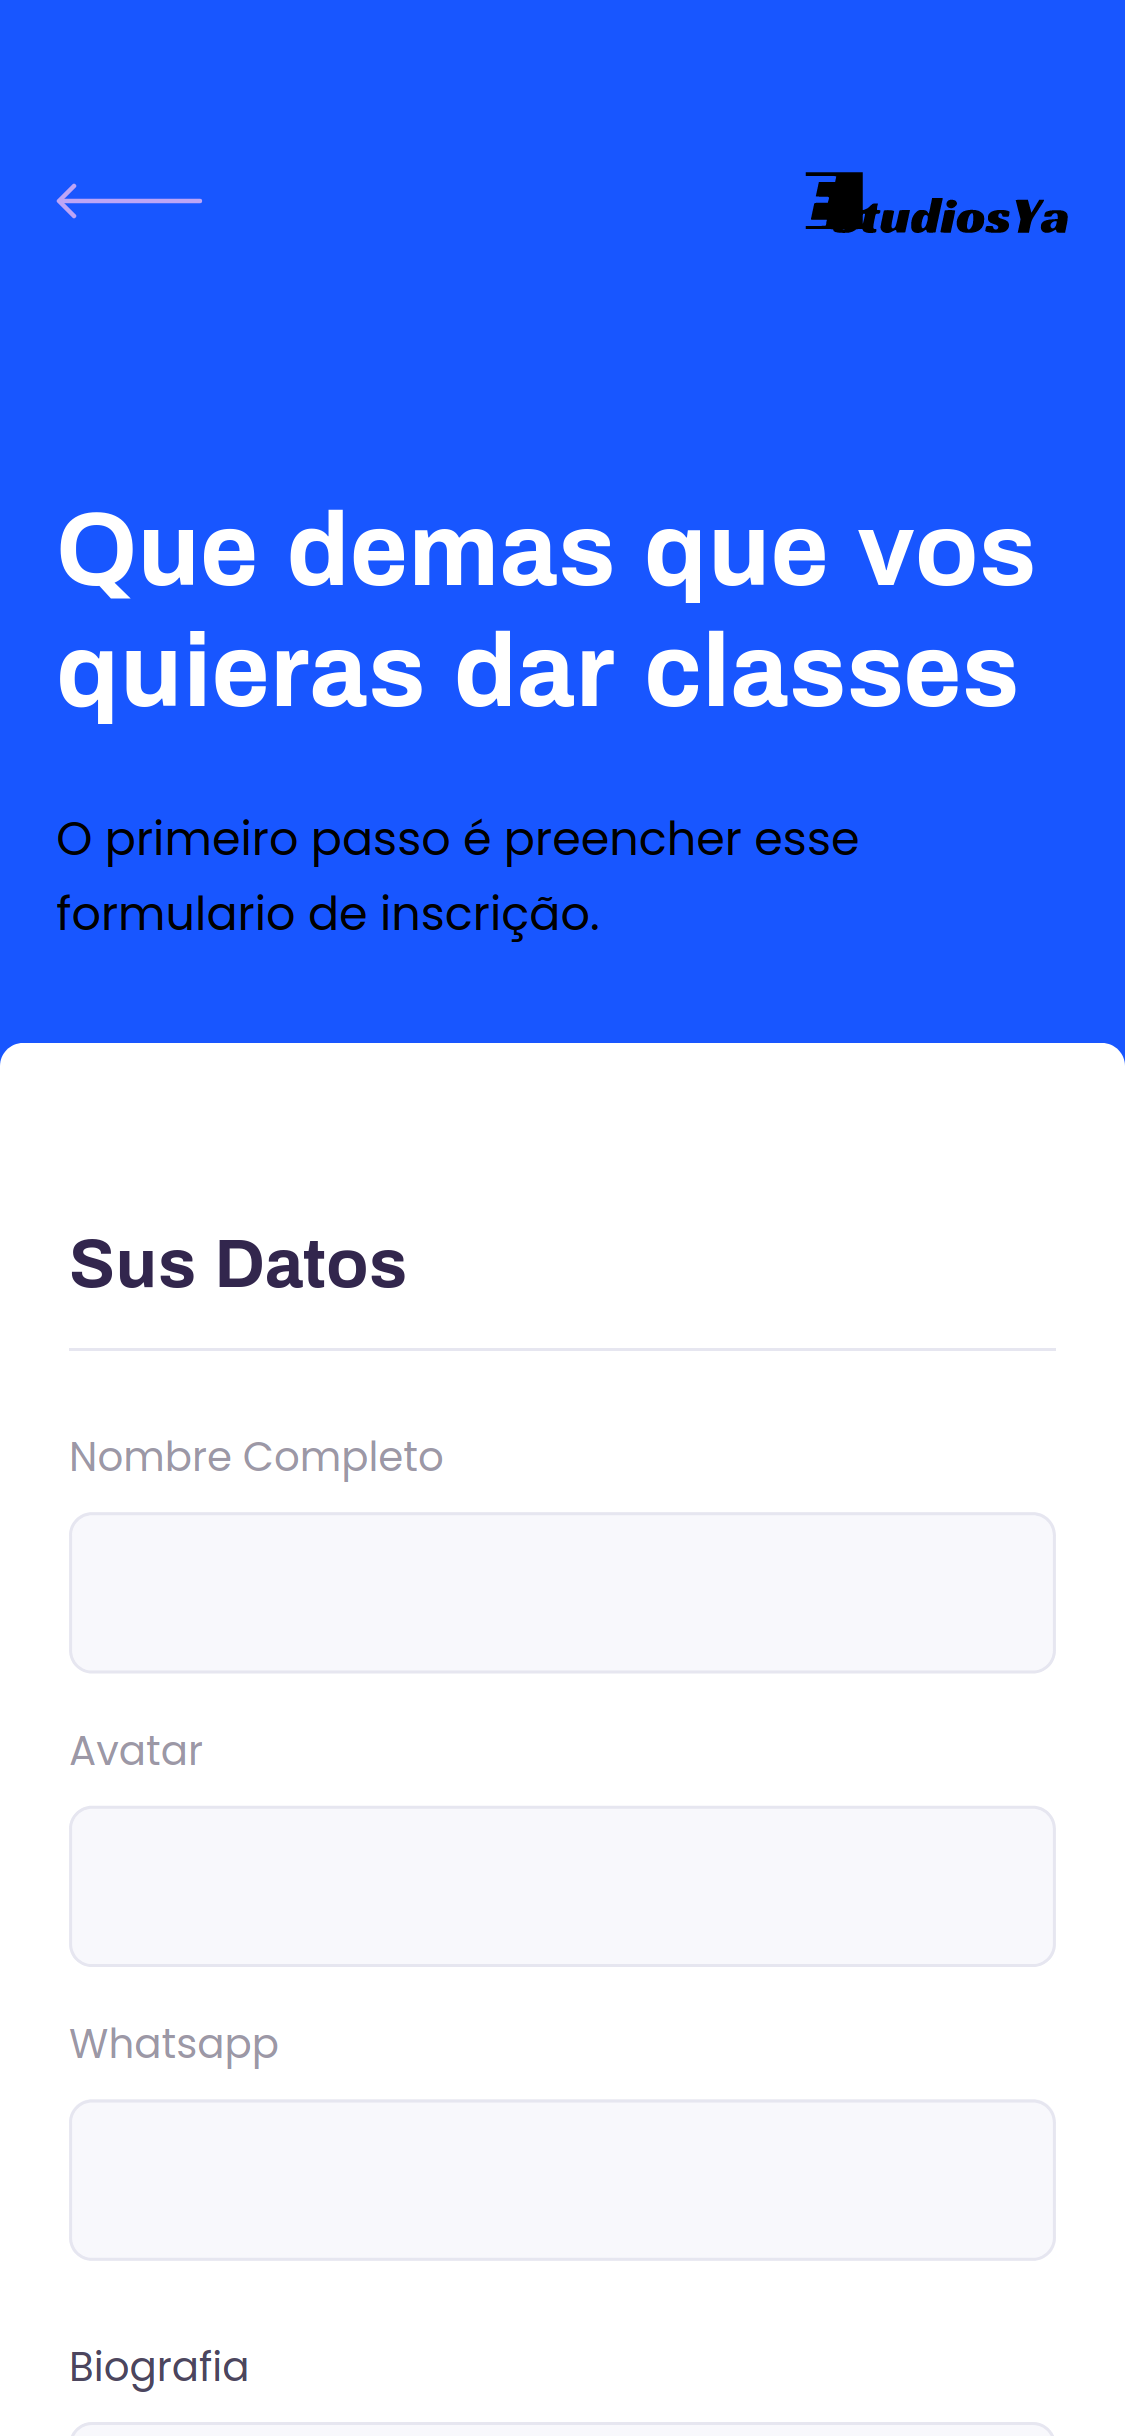 EstudiosYa
Que demas que vos
quieras dar classes
O primeiro passo é preencher esse
formulario de inscrição.
Sus Datos
Nombre Completo
Avatar
Whatsapp
Biografia